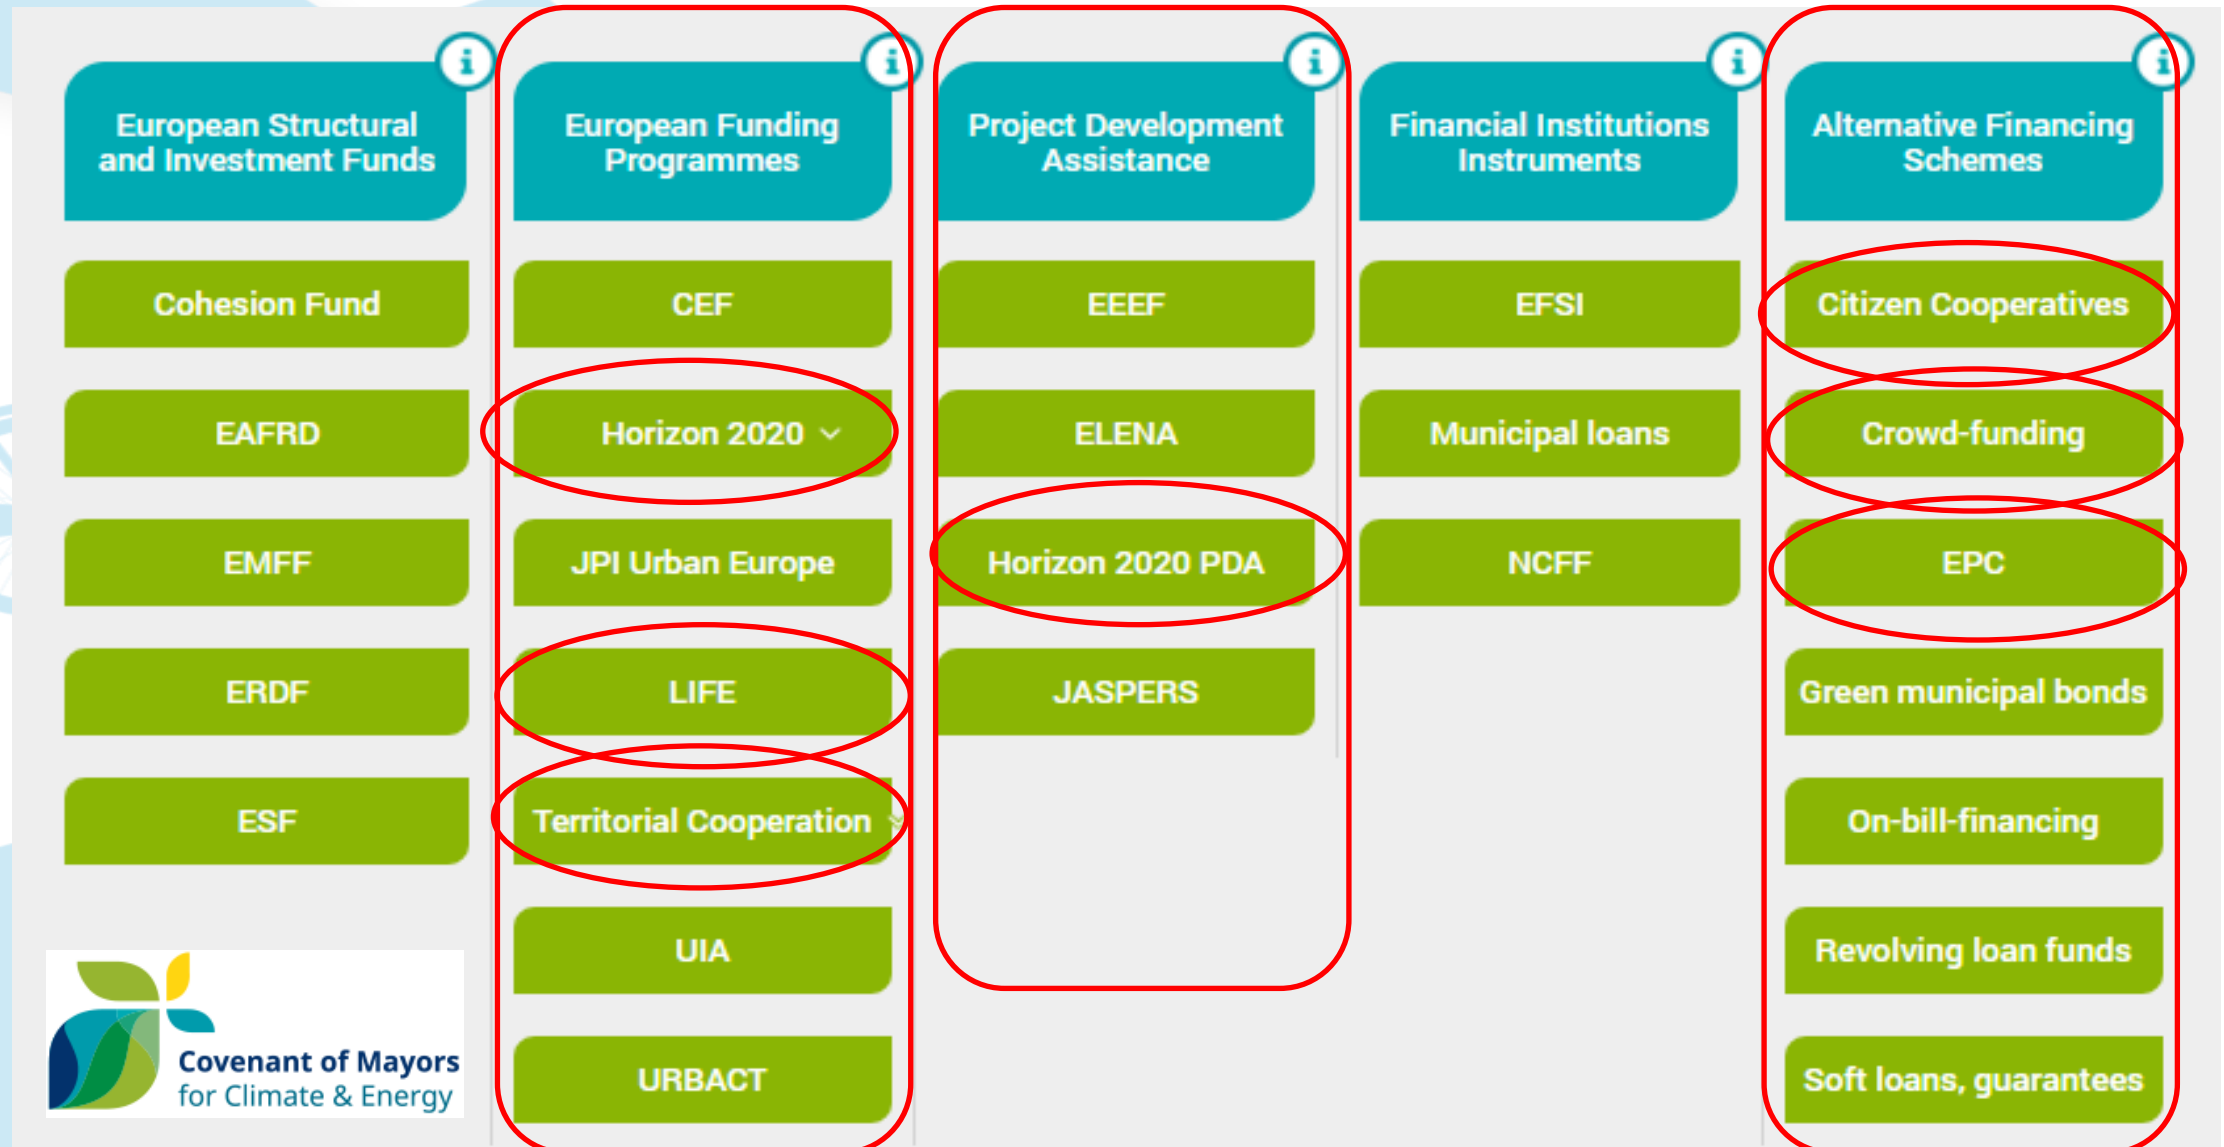 European Structural
and Investment Funds
Cohesion Fund
EAFRD
EMFF
ERDF
ESF
European Funding
Programmes
CEF
Horizon 2020
JPI Urban Europe
LIFE
Territorial Cooperation
UIA
URBACT
Project Development
Assistance
EEEF
ELENA
Horizon 2020 PDA
JASPERS
Financial Institutions
Instruments
EFSI
Municipal loans
NCFF
Alternative Financing
Schemes
Citizen Cooperatives
Crowd-funding
EPC
Green municipal bonds
On-bill-financing
Revolving loan funds
Soft loans, guarantees
i
i
i
i
i
Covenant of Mayors
for Climate & Energy